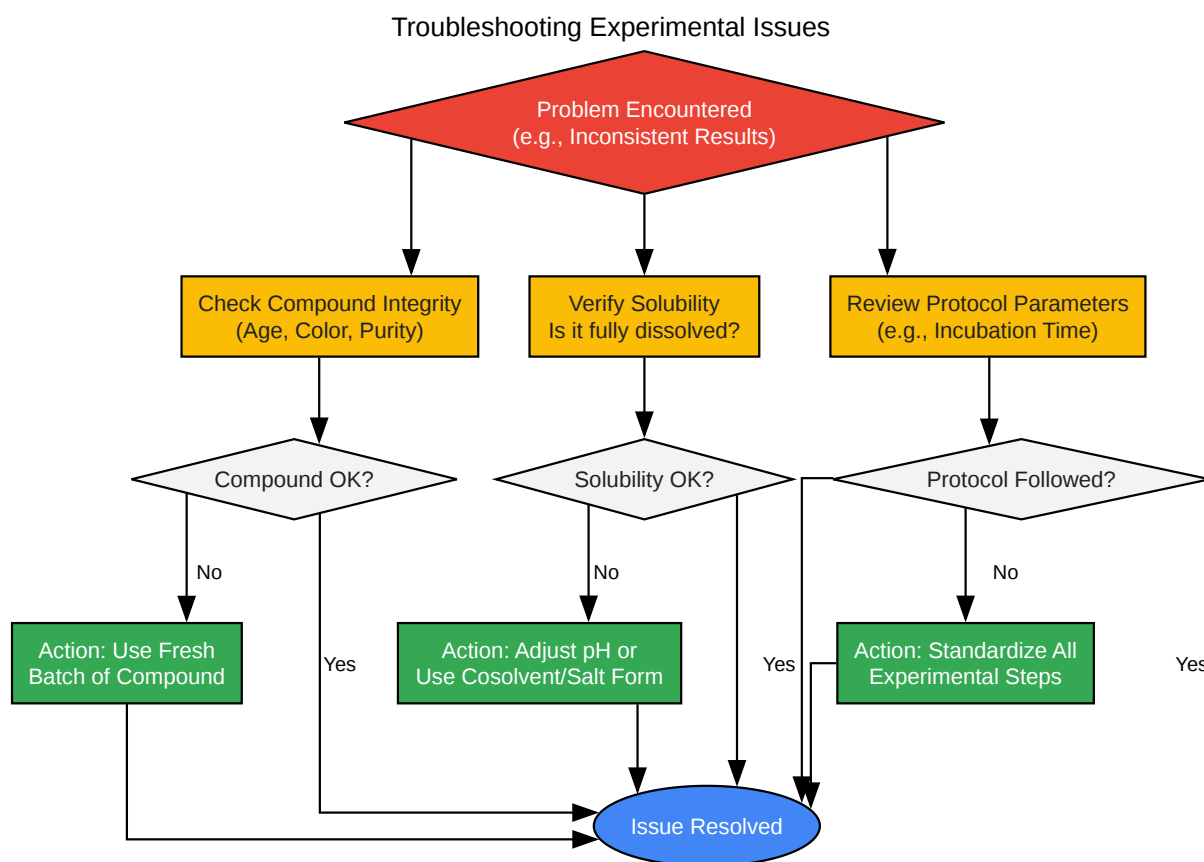 Troubleshooting Experimental Issues
Problem Encountered
(e.g., Inconsistent Results)
Check Compound Integrity
(Age, Color, Purity)
Verify Solubility
Is it fully dissolved?
Review Protocol Parameters
(e.g., Incubation Time)
Compound OK?
Solubility OK?
Protocol Followed?
No
No
No
Action: Use Fresh
Batch of Compound
Yes
Action: Adjust pH or
Use Cosolvent/Salt Form
Yes
Action: Standardize All
Experimental Steps
Yes
Issue Resolved